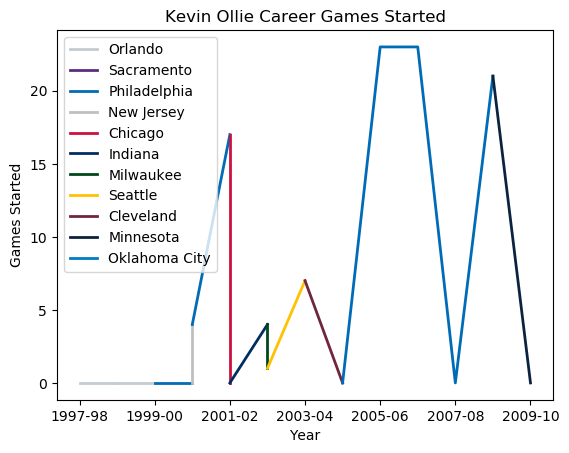 Kevin Ollie Career Games Started
Orlando
Sacramento
Philadelphia
New Jersey
Chicago
Indiana
Milwaukee
Seattle
Cleveland
Minnesota
Oklahoma City
Games Started
20
15
10
5
0
1997-98 1999-00 2001-02 2003-04 2005-06 2007-08 2009-10
Year